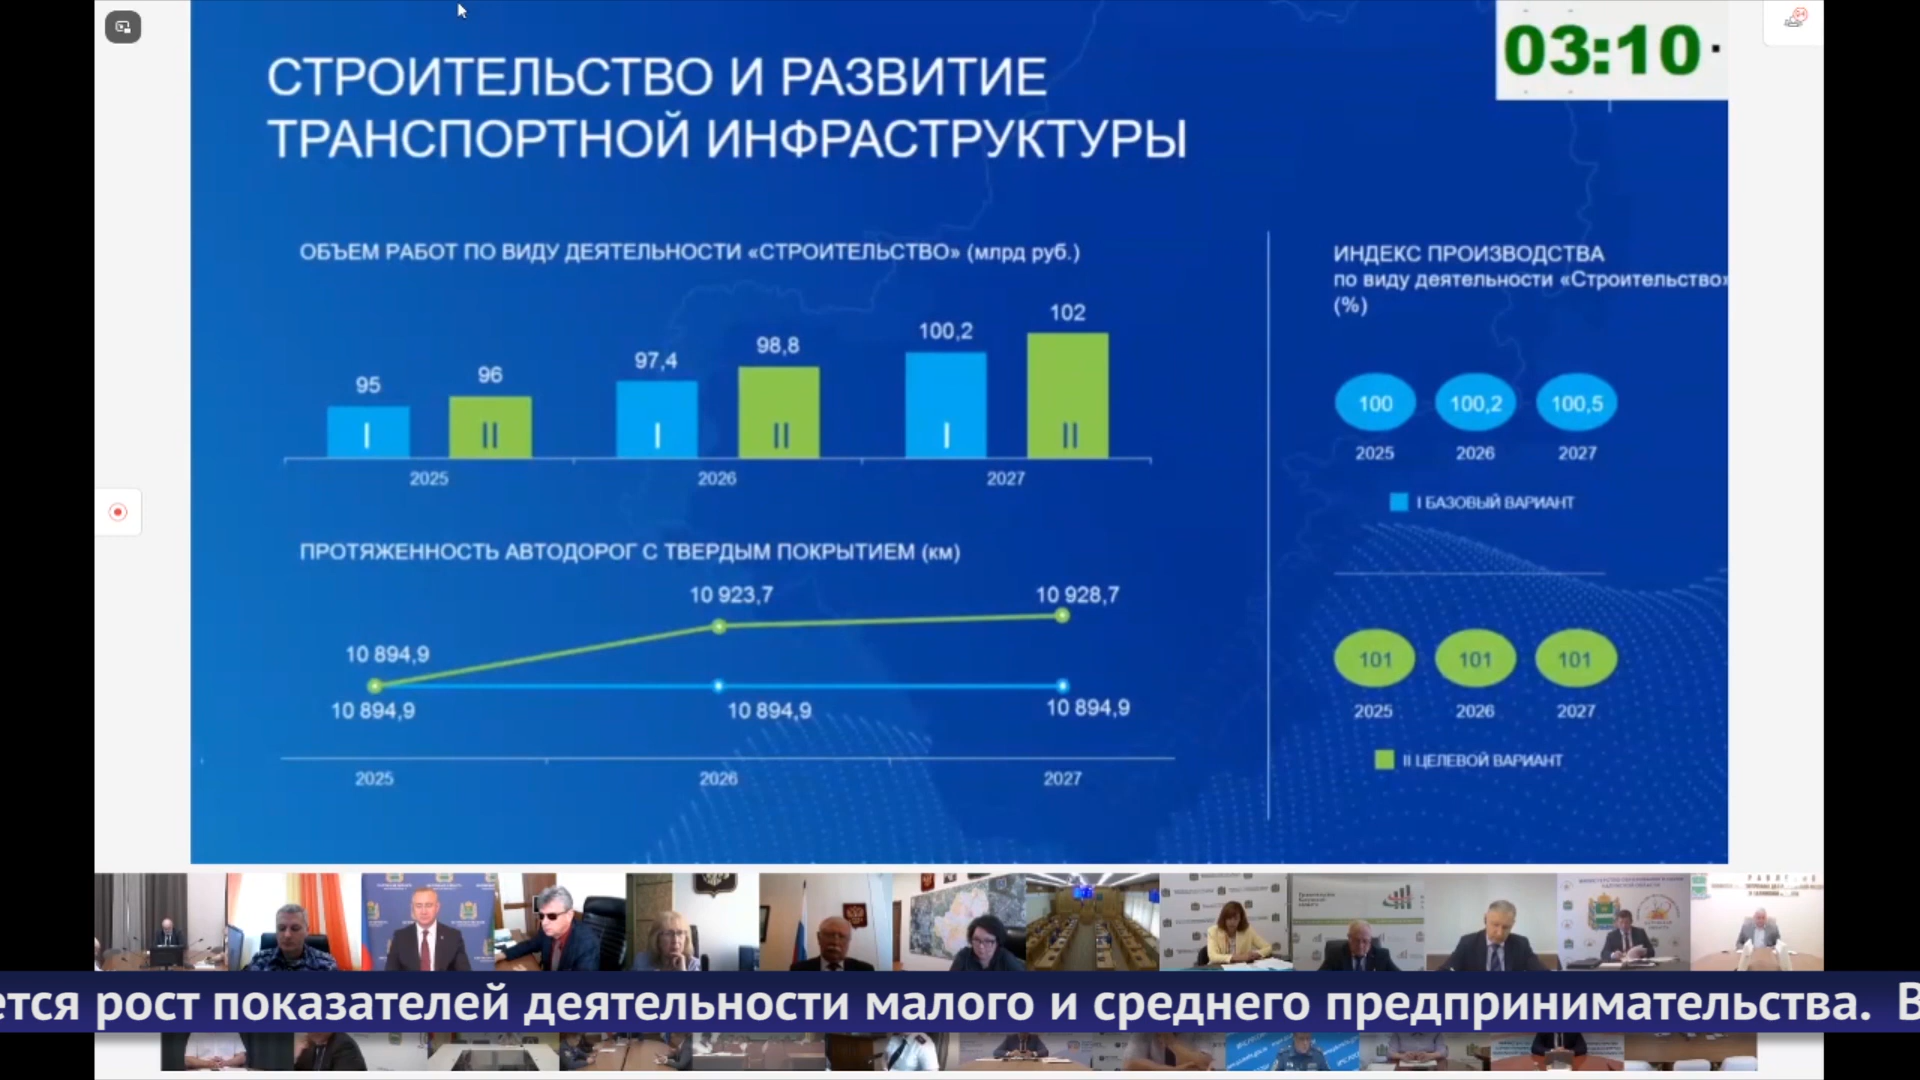 03:10
СТРОИТЕЛЬСТВО И РАЗВИТИЕ
ТРАНСПОРТНОЙ ИНФРАСТРУКТУРЫ
ОБЪЕМ РАБОТ ПО ВИДУ ДЕЯТЕЛЬНОСТИ «СТРОИТЕЛЬСТВО» (млрд руб.)
95 96 97,4 98,8 100,2 102
I II I II I II
2025 2026 2027
ПРОТЯЖЕННОСТЬ АВТОДОРОГ С ТВЕРДЫМ ПОКРЫТИЕМ (км)
10 894,9 10 923,7 10 928,7
10 894,9 10 894,9 10 894,9
2025 2026 2027
ИНДЕКС ПРОИЗВОДСТВА
по виду деятельности «Строительство»
(%)
100 100,2 100,5
2025 2026 2027
I БАЗОВЫЙ ВАРИАНТ
101 101 101
2025 2026 2027
II ЦЕЛЕВОЙ ВАРИАНТ
ется рост показателей деятельности малого и среднего предпринимательства. В